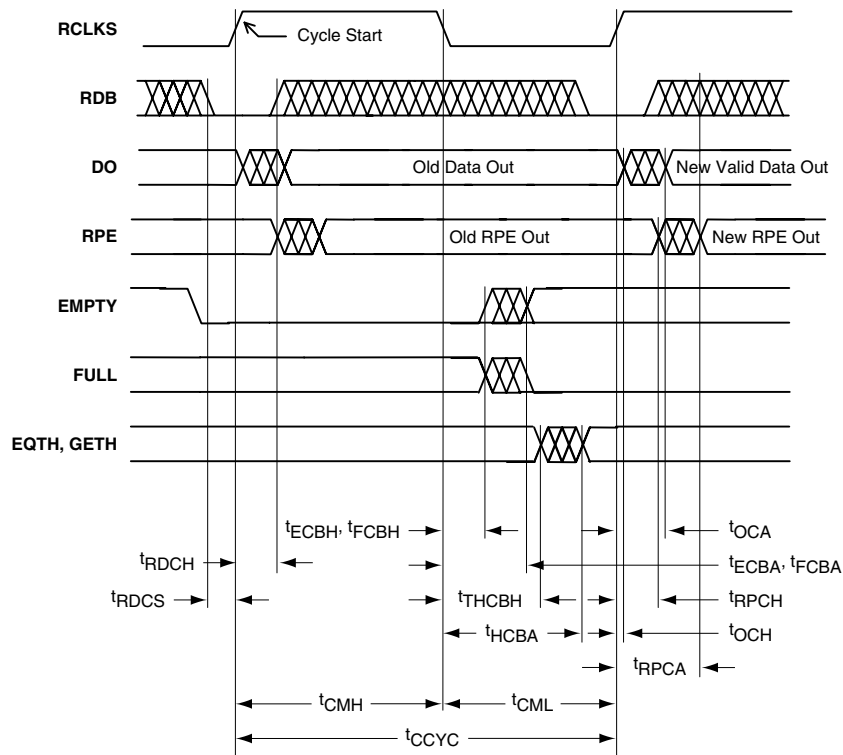 RCLKS
Cycle Start
RDB
DO
Old Data Out
New Valid Data Out
RPE
Old RPE Out
New RPE Out
EMPTY
FULL
EQTH, GETH
tECBH, tFCBH
tOCA
tRDCH
tECBA, tFCBA
tRDCS
tTHCBH
tRPCH
tHCBA
tOCH
tRPCA
tCMH
tCML
tCCYC